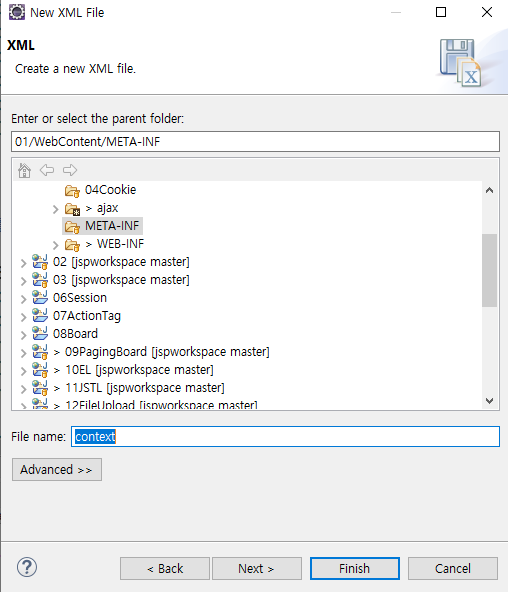 New XML File
XML
Create a new XML file.
Enter or select the parent folder:
01/WebContent/META-INF
04Cookie
> ajax
META-INF
> WEB-INF
02 [jspworkspace master]
03 [jspworkspace master]
06Session
07ActionTag
08Board
> 09PagingBoard [jspworkspace master]
> 10EL [jspworkspace master]
> 11JSTL [jspworkspace master]
> 12FileUpload [jspworkspace master]
File name: context
Advanced >>
? < Back Next > Finish Cancel